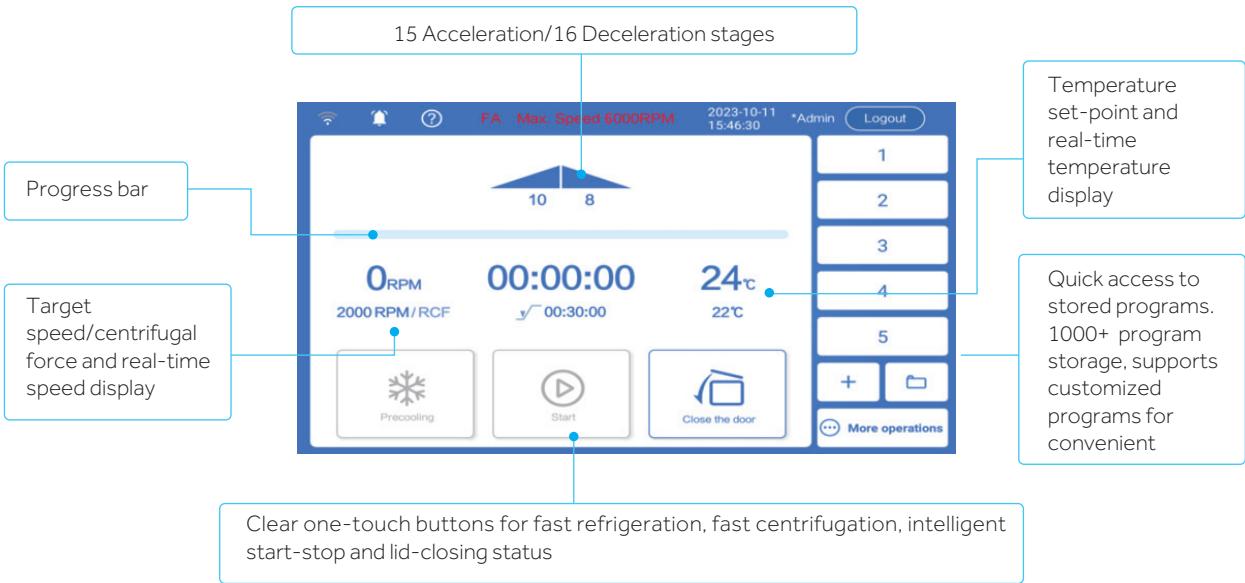 15 Acceleration/16 Deceleration stages
Temperature
set-point and
real-time
temperature
display
FA Max. Speed 6000RPM
2023-10-11
15:46:30
*Admin
Logout
Progress bar
10 8
1
2
3
4
5
0RPM
2000 RPM/RCF
00:00:00
00:30:00
24℃
22℃
Target
speed/centrifugal
force and real-time
speed display
Quick access to
stored programs.
1000+ program
storage, supports
customized
programs for
convenient
Precooling
Start
Close the door
+
More operations
Clear one-touch buttons for fast refrigeration, fast centrifugation, intelligent
start-stop and lid-closing status